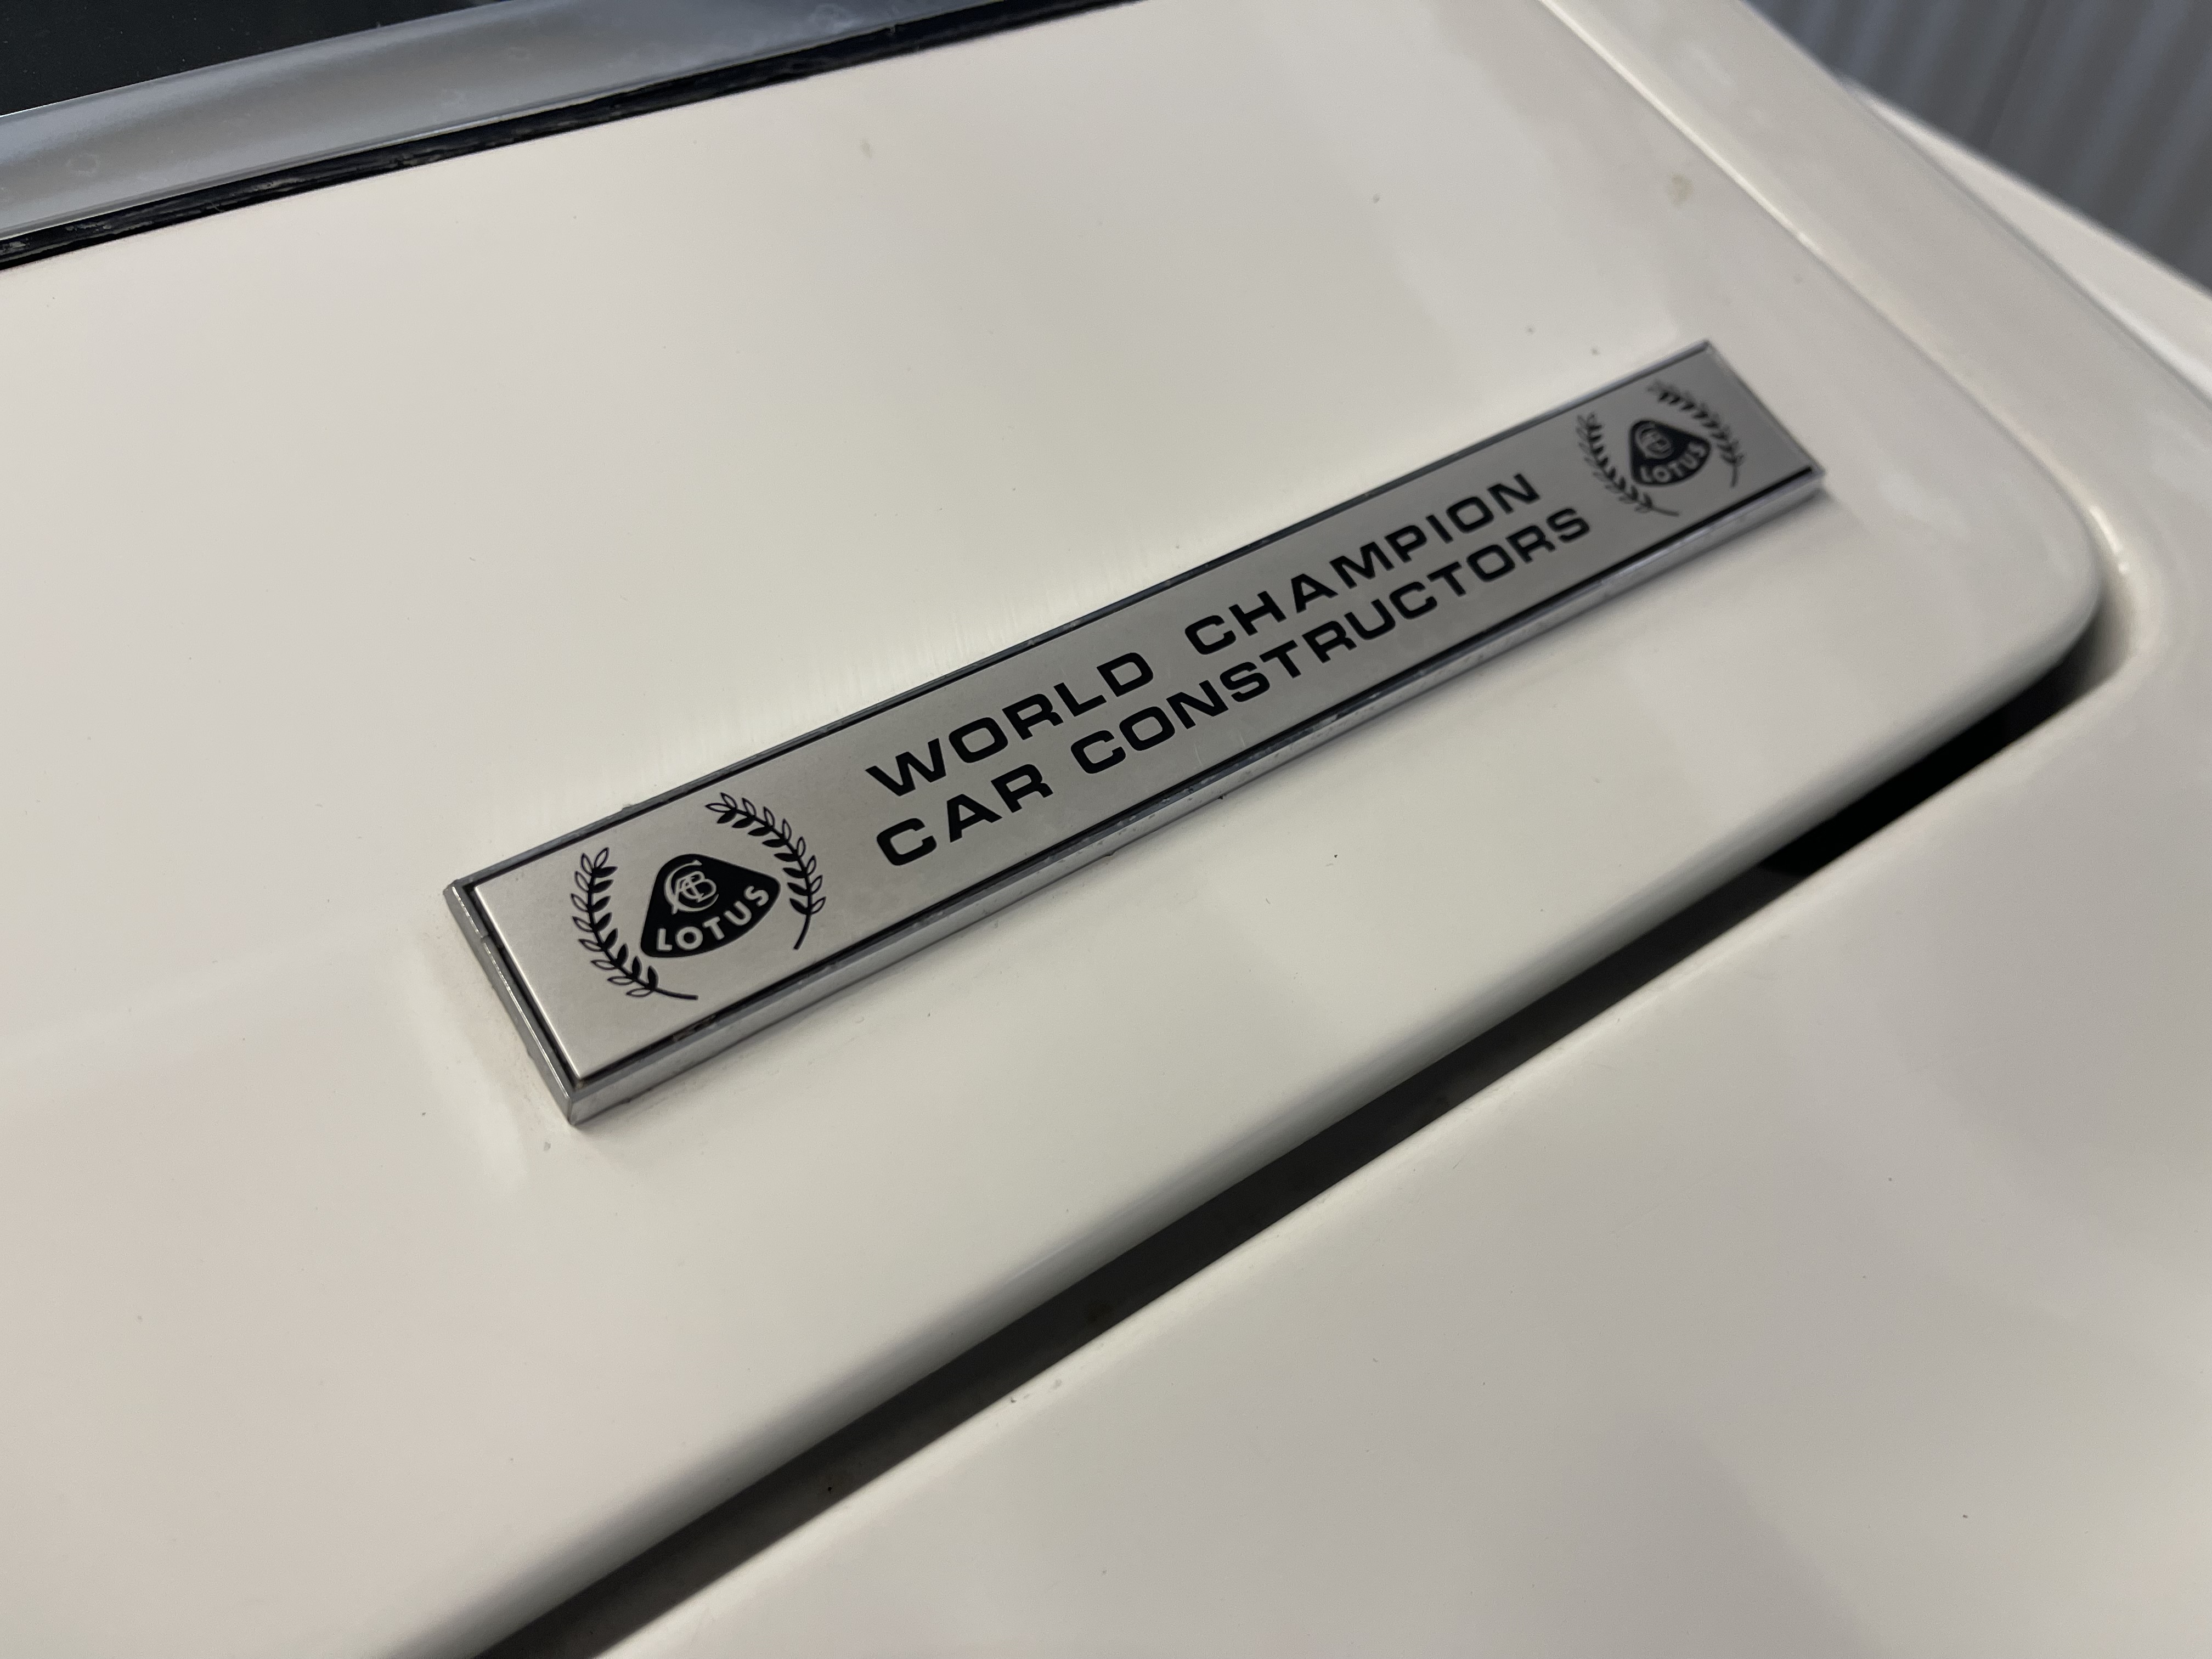 WORLD CHAMPION
CAR CONSTRUCTORS
ACBC
LOTUS
ACBC
LOTUS